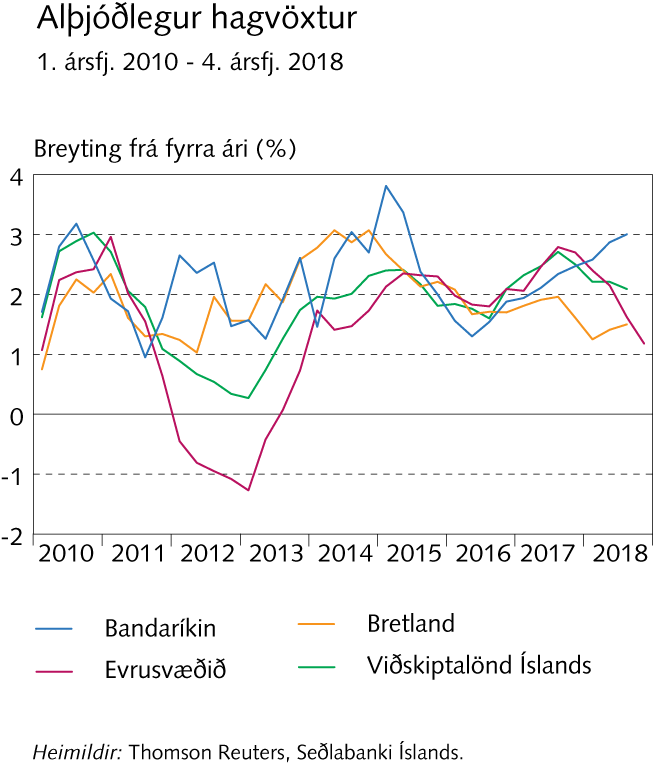 Alþjóðlegur hagvöxtur
1. ársfj. 2010 - 4. ársfj. 2018
Breyting frá fyrra ári (%)
4
3
2
1
0
-1
-2
2010 2011 2012 2013 2014 2015 2016 2017 2018
Bandaríkin
Bretland
Evrusvæðið
Viðskiptalönd Íslands
Heimildir: Thomson Reuters, Seðlabanki Íslands.